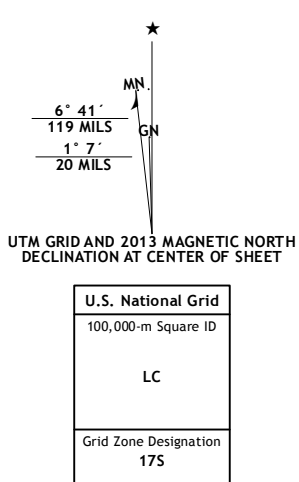 ★
MN
6° 41´
119 MILS
GN
1° 7´
20 MILS
UTM GRID AND 2013 MAGNETIC NORTH
DECLINATION AT CENTER OF SHEET
U.S. National Grid
100,000-m Square ID
LC
Grid Zone Designation
17S